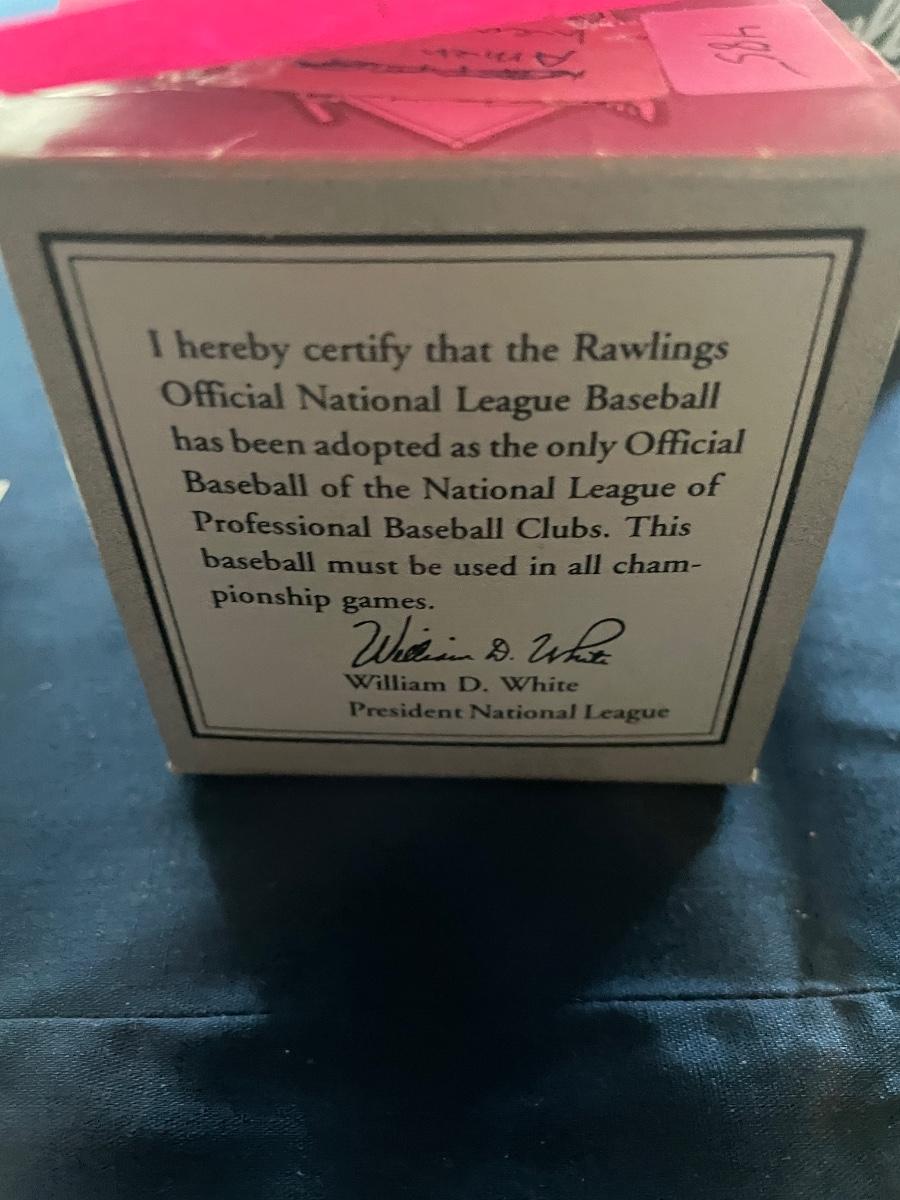 485
I hereby certify that the Rawlings
Official National League Baseball
has been adopted as the only Official
Baseball of the National League of
Professional Baseball Clubs. This
baseball must be used in all cham-
pionship games.
William D. White
William D. White
President National League